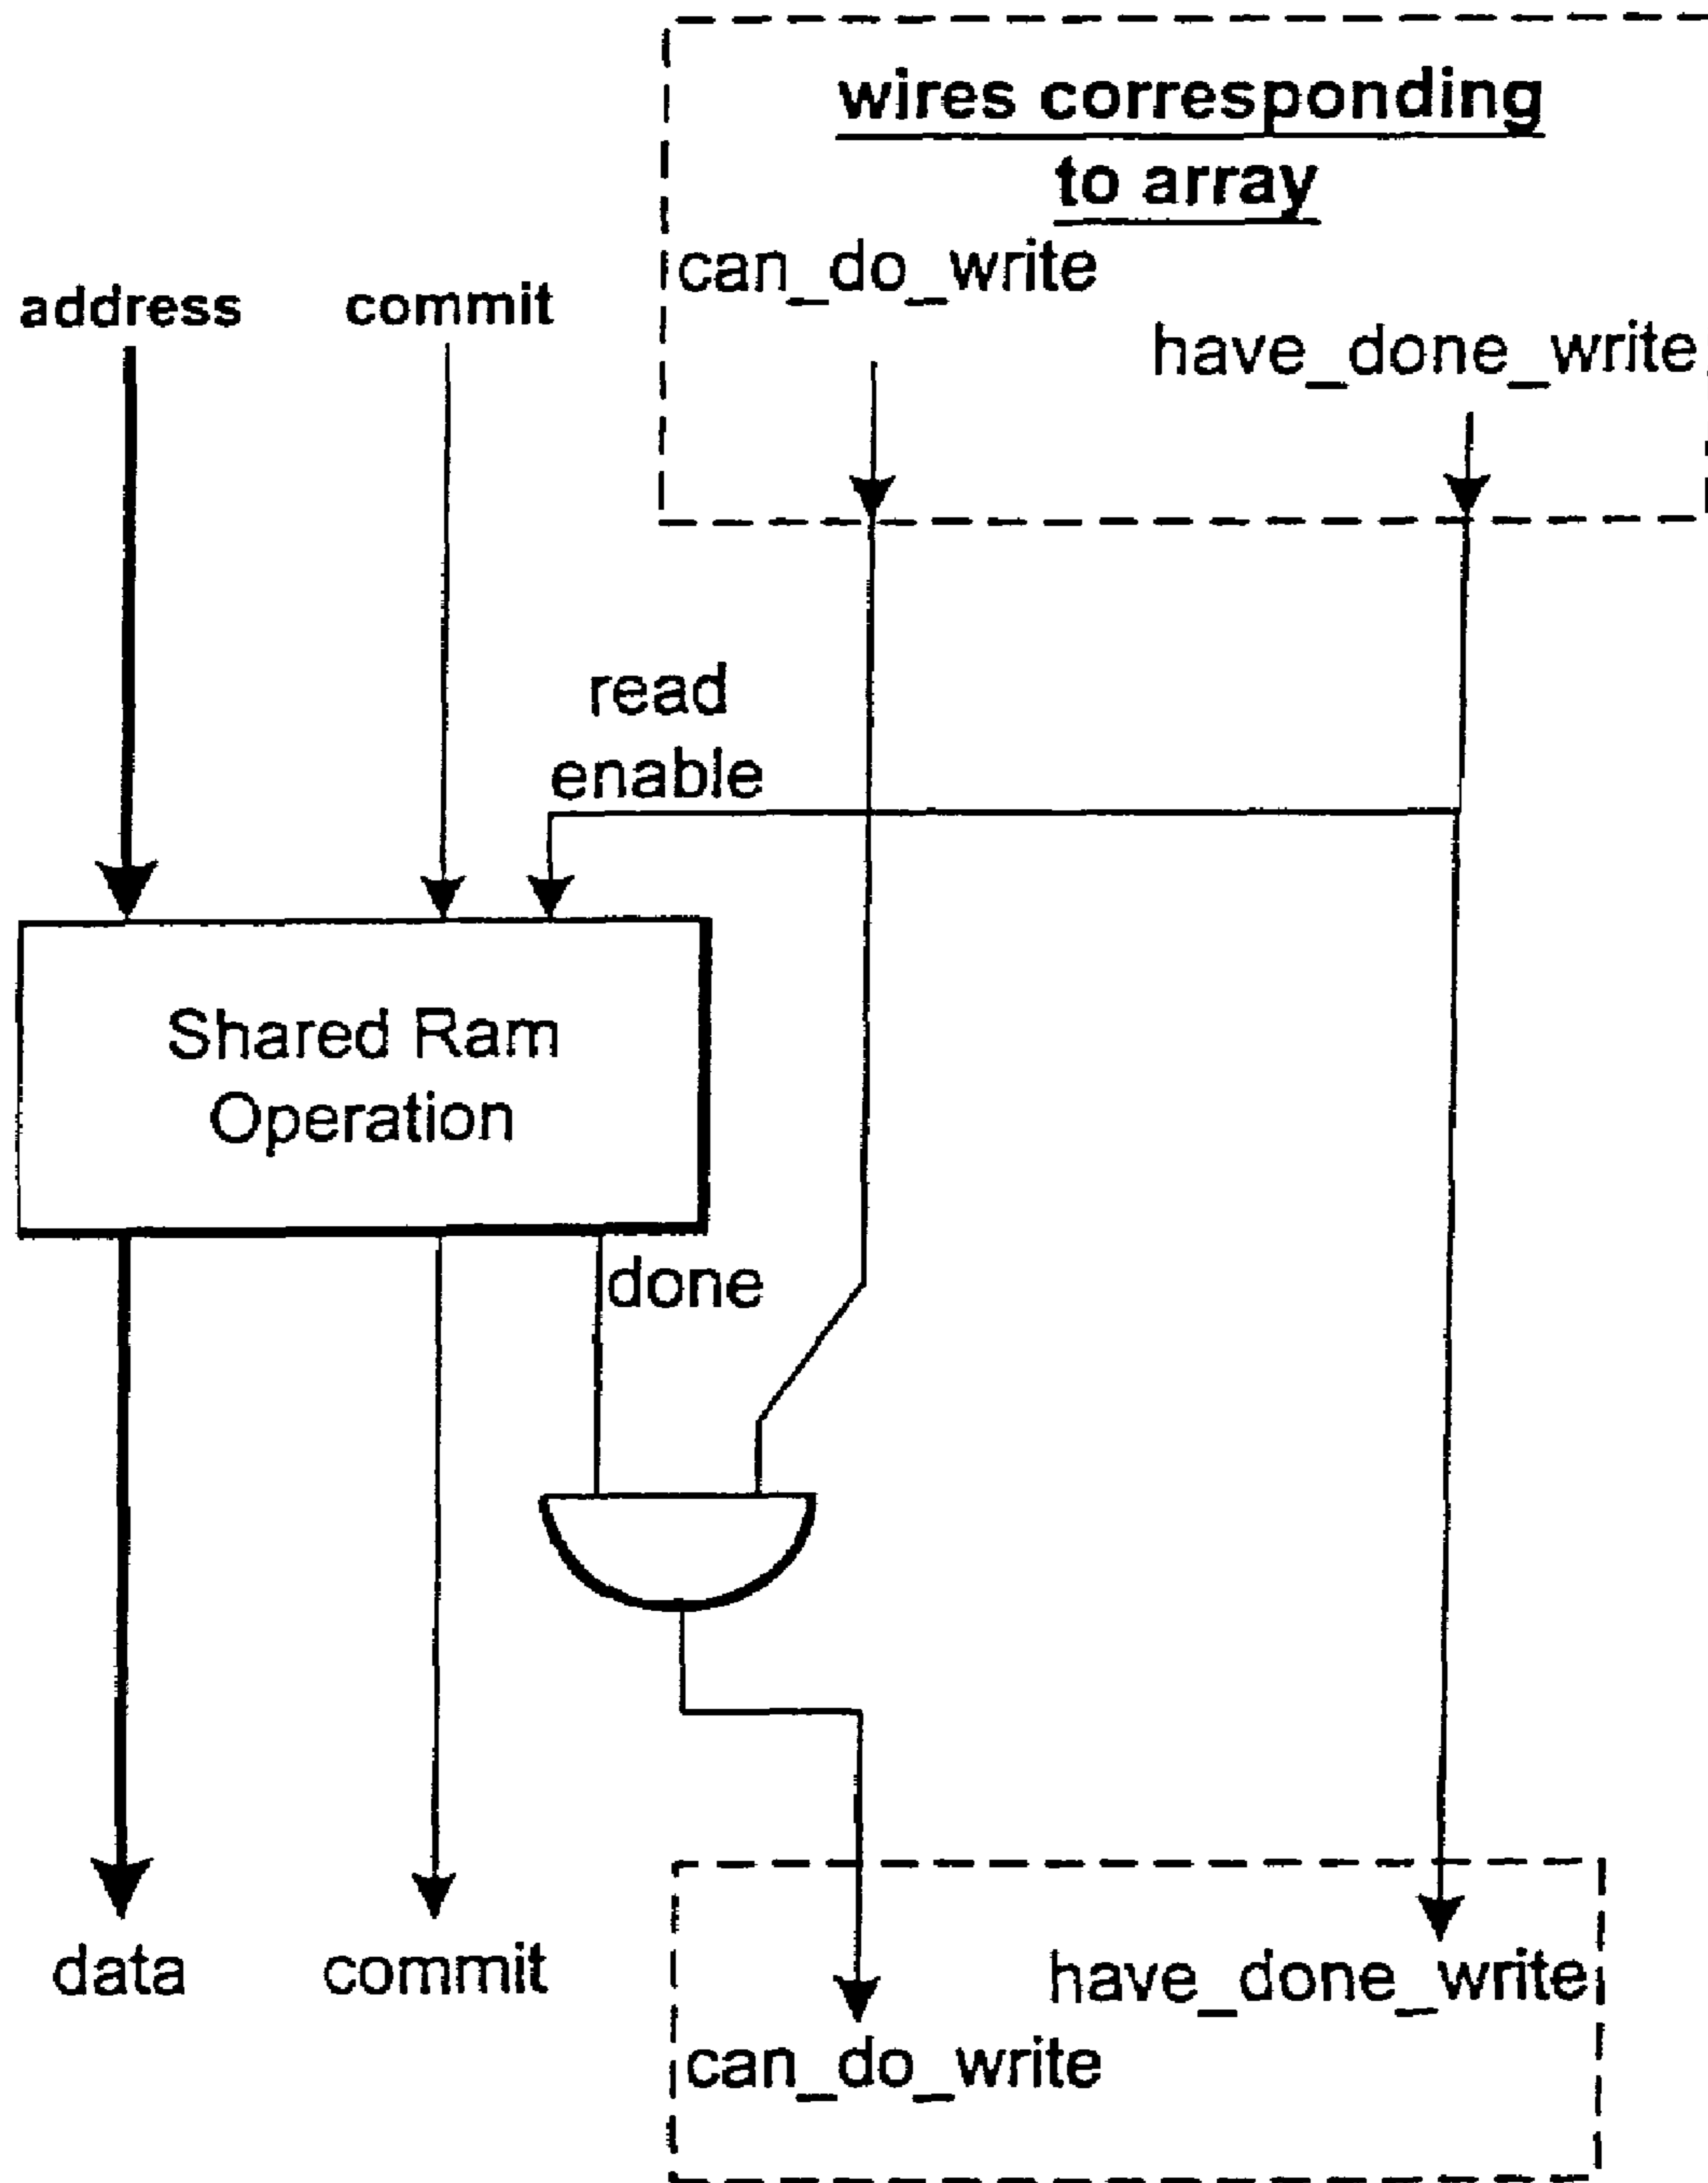 wires corresponding
to array
can_do_write
address
commit
have_done_write
read
enable
Shared Ram
Operation
done
data
commit
have_done_write
can_do_write